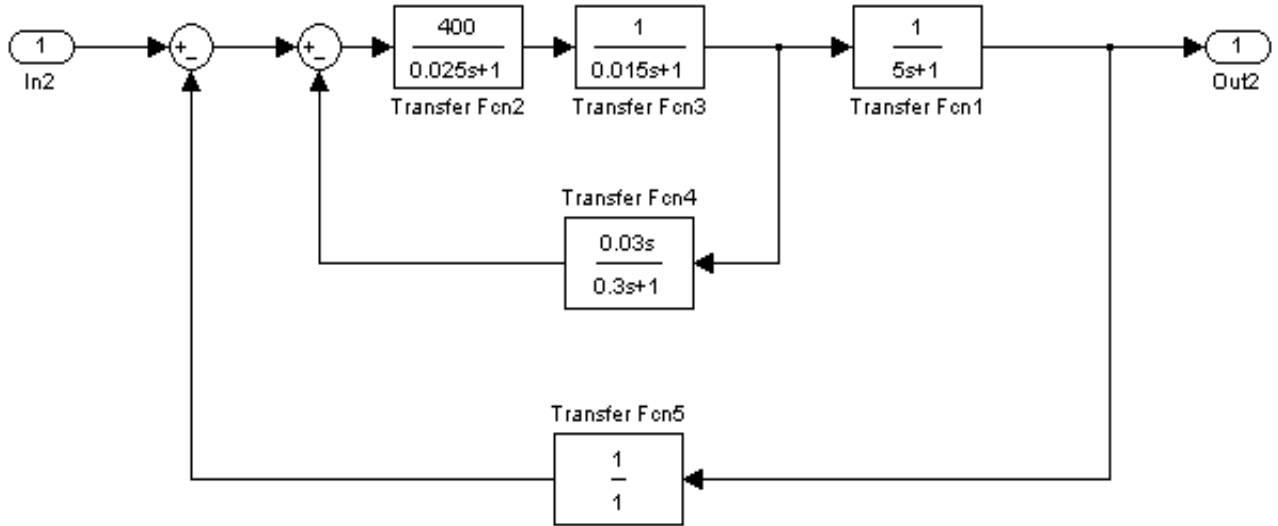 1
In2
+
−
+
−
400
0.025s+1
Transfer Fcn2
1
0.015s+1
Transfer Fcn3
1
5s+1
Transfer Fcn1
1
Out2
Transfer Fcn4
0.03s
0.3s+1
Transfer Fcn5
1
1